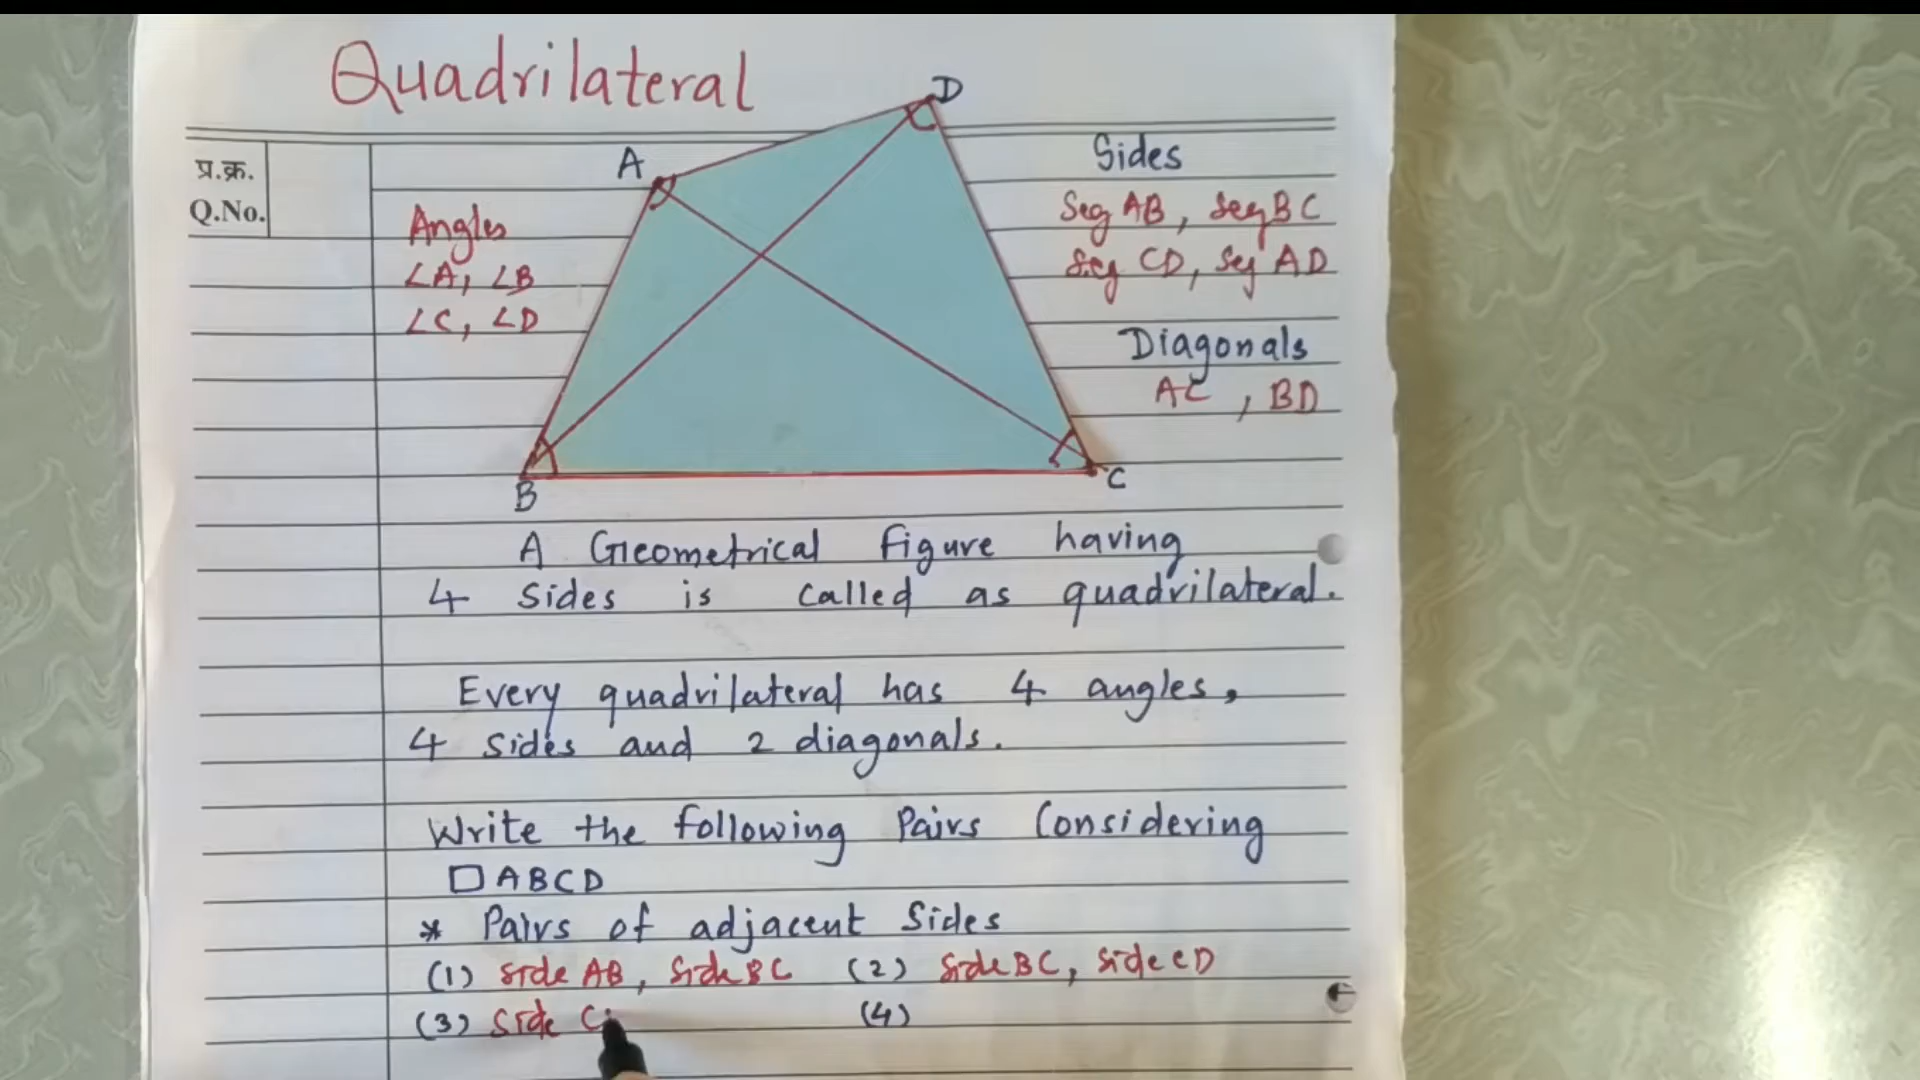 Quadrilateral
प्र.क्र.
Q.No.
A
D
B
C
Angles
∠A, ∠B
∠C, ∠D
Sides
Seg AB, Seg BC
Seg CD, Seg AD
Diagonals
AC, BD
A Geometrical figure having
4 sides is called as quadrilateral.
Every quadrilateral has 4 angles,
4 sides and 2 diagonals.
Write the following Pairs Considering
□ABCD
* Pairs of adjacent Sides
(1) side AB, side BC (2) side BC, side CD
(3) side C (4)